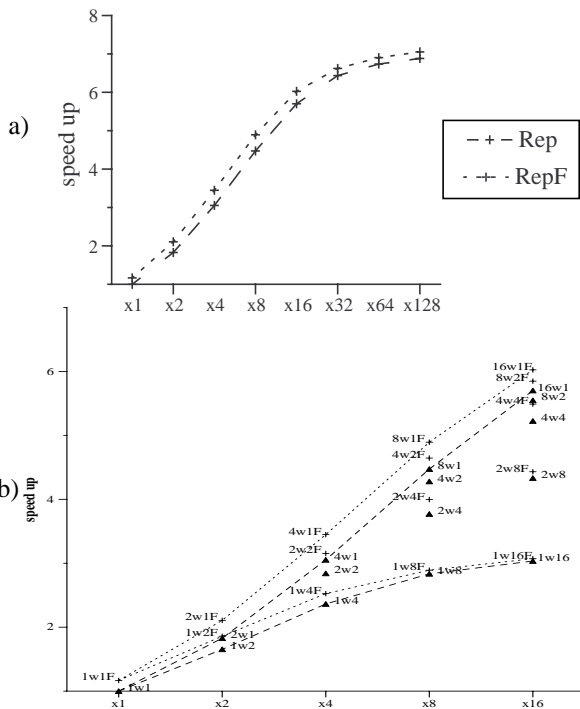 a)
speed up
8
6
4
2
x1 x2 x4 x8 x16 x32 x64 x128
Rep
RepF
b)
speed up
6
4
2
16w1F
8w2F
16w1
8w2
4w4F
4w4
2w8F
2w8
1w16F
1w16
8w1F
4w2F
8w1
4w2
2w4F
2w4
1w8F
1w8
4w1F
2w2F
4w1
2w2
1w4F
1w4
2w1F
1w2F
2w1
1w2
1w1F
1w1
x1 x2 x4 x8 x16